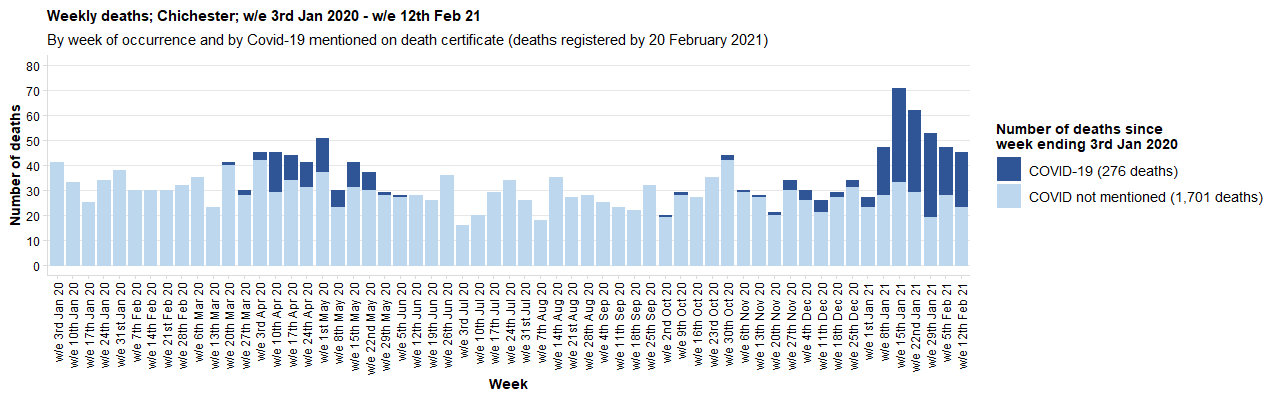 Weekly deaths; Chichester; w/e 3rd Jan 2020 - w/e 12th Feb 21
By week of occurrence and by Covid-19 mentioned on death certificate (deaths registered by 20 February 2021)
Number of deaths
80
70
60
50
40
30
20
10
0
w/e 3rd Jan 20
w/e 10th Jan 20
w/e 17th Jan 20
w/e 24th Jan 20
w/e 31st Jan 20
w/e 7th Feb 20
w/e 14th Feb 20
w/e 21st Feb 20
w/e 28th Feb 20
w/e 6th Mar 20
w/e 13th Mar 20
w/e 20th Mar 20
w/e 27th Mar 20
w/e 3rd Apr 20
w/e 10th Apr 20
w/e 17th Apr 20
w/e 24th Apr 20
w/e 1st May 20
w/e 8th May 20
w/e 15th May 20
w/e 22nd May 20
w/e 29th May 20
w/e 5th Jun 20
w/e 12th Jun 20
w/e 19th Jun 20
w/e 26th Jun 20
w/e 3rd Jul 20
w/e 10th Jul 20
w/e 17th Jul 20
w/e 24th Jul 20
w/e 31st Jul 20
w/e 7th Aug 20
w/e 14th Aug 20
w/e 21st Aug 20
w/e 28th Aug 20
w/e 4th Sep 20
w/e 11th Sep 20
w/e 18th Sep 20
w/e 25th Sep 20
w/e 2nd Oct 20
w/e 9th Oct 20
w/e 16th Oct 20
w/e 23rd Oct 20
w/e 30th Oct 20
w/e 6th Nov 20
w/e 13th Nov 20
w/e 20th Nov 20
w/e 27th Nov 20
w/e 4th Dec 20
w/e 11th Dec 20
w/e 18th Dec 20
w/e 25th Dec 20
w/e 1st Jan 21
w/e 8th Jan 21
w/e 15th Jan 21
w/e 22nd Jan 21
w/e 29th Jan 21
w/e 5th Feb 21
w/e 12th Feb 21
Week
Number of deaths since
week ending 3rd Jan 2020
COVID-19 (276 deaths)
COVID not mentioned (1,701 deaths)